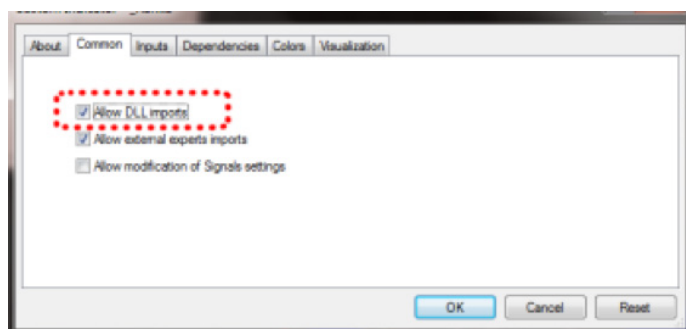 About Common Inputs Dependencies Colors Visualization
Allow DLL imports
Allow external experts imports
Allow modification of Signals settings
OK Cancel Reset